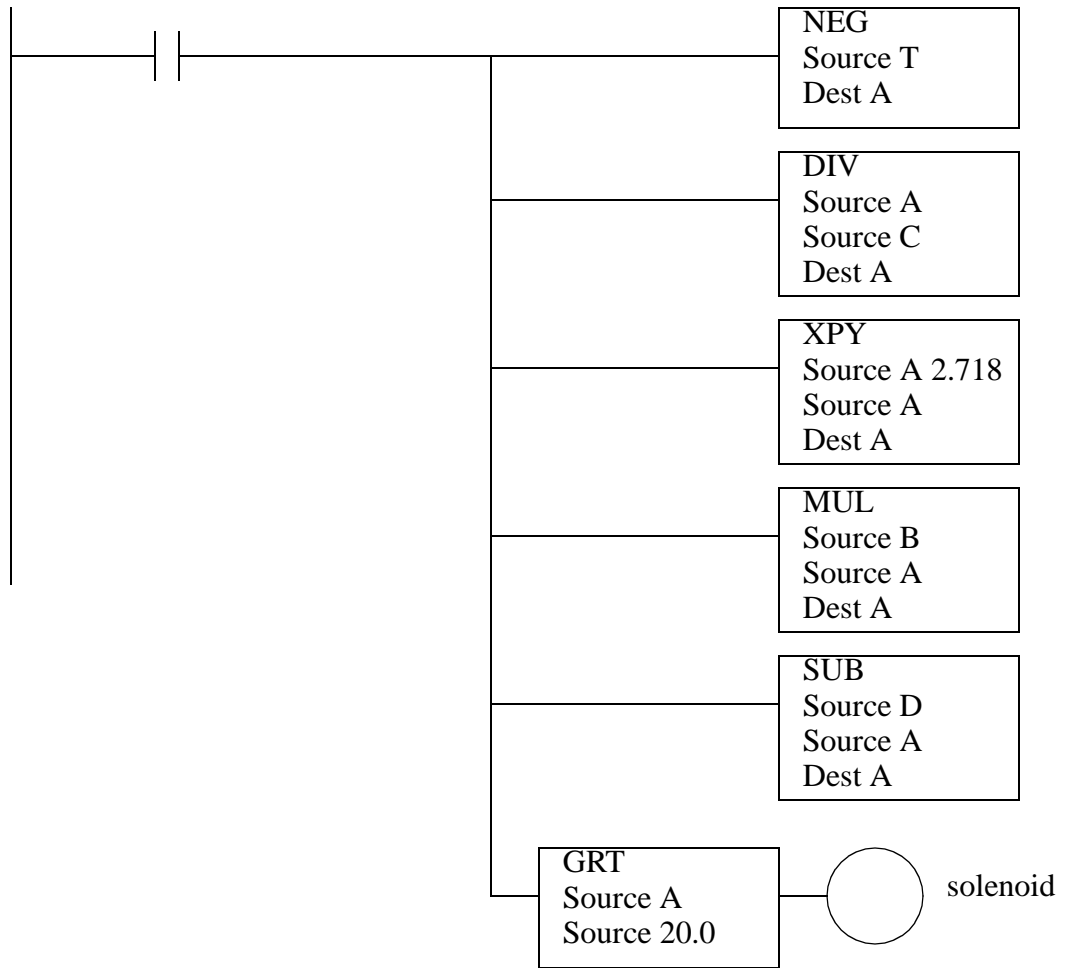 NEG
Source T
Dest A
DIV
Source A
Source C
Dest A
XPY
Source A 2.718
Source A
Dest A
MUL
Source B
Source A
Dest A
SUB
Source D
Source A
Dest A
GRT
Source A
Source 20.0
solenoid